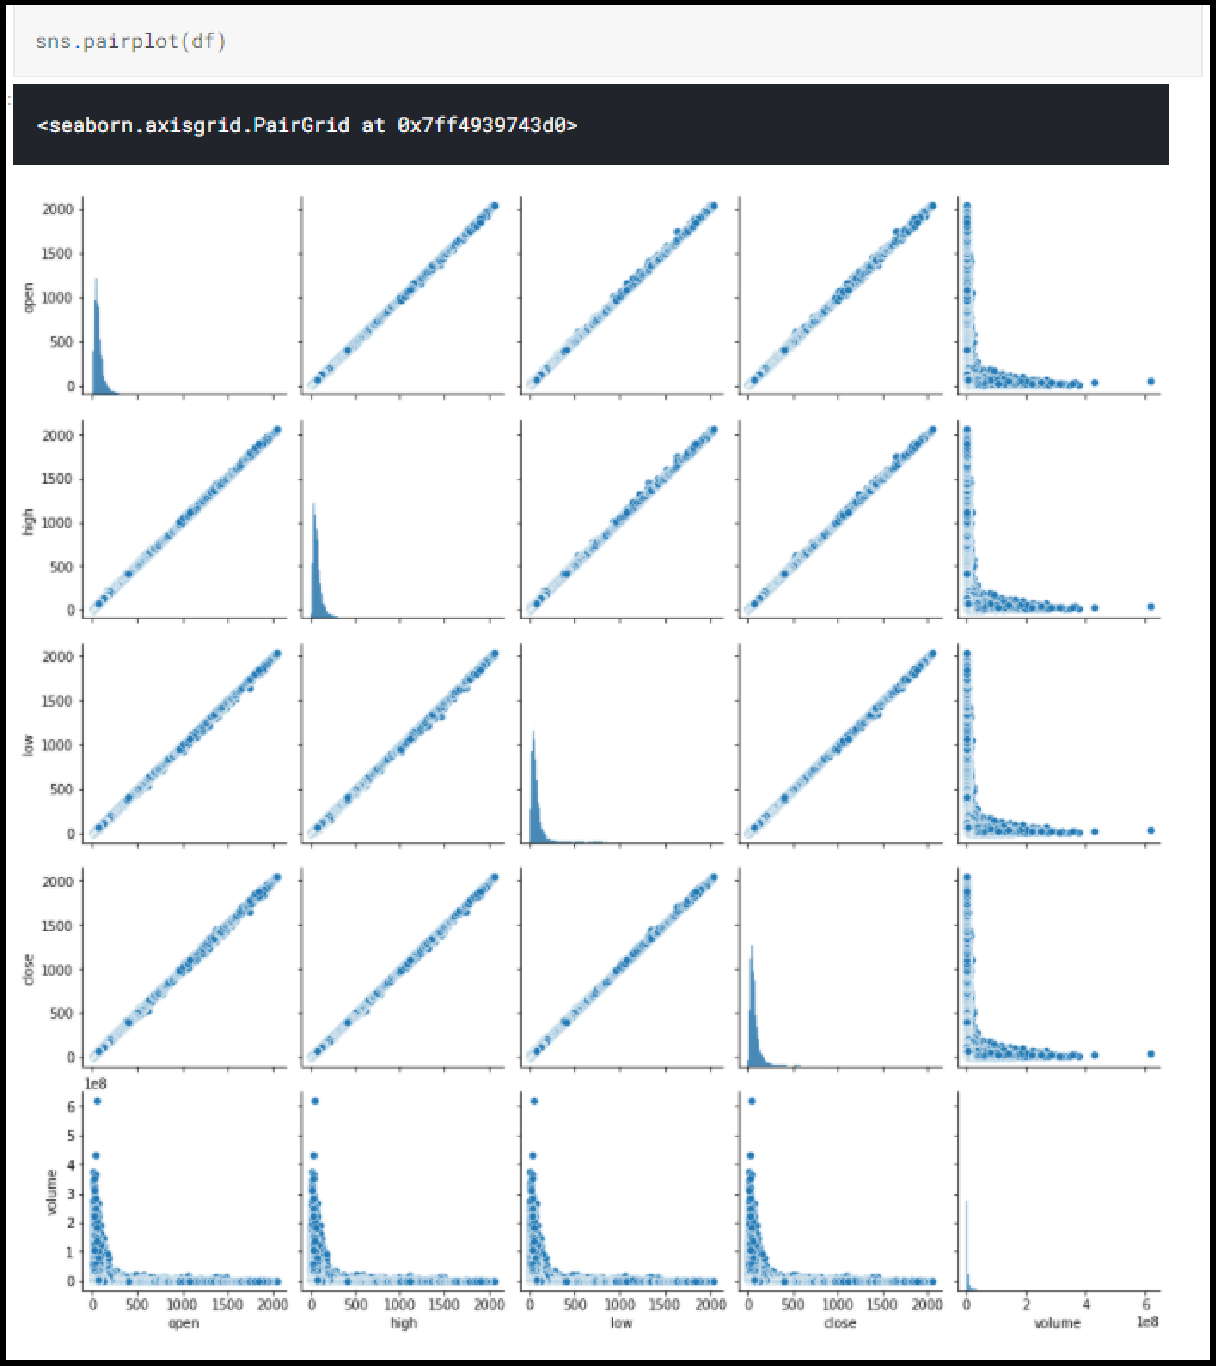 sns.pairplot(df)
<seaborn.axisgrid.PairGrid at 0x7ff4939743d0>
2000
1500
1000
500
0
open
2000
1500
1000
500
0
high
2000
1500
1000
500
0
low
2000
1500
1000
500
0
close
1e8
6
5
4
3
2
1
0
volume
0 500 1000 1500 2000
open
0 500 1000 1500 2000
high
0 500 1000 1500 2000
low
0 500 1000 1500 2000
close
0 2 4 6
volume 1e8